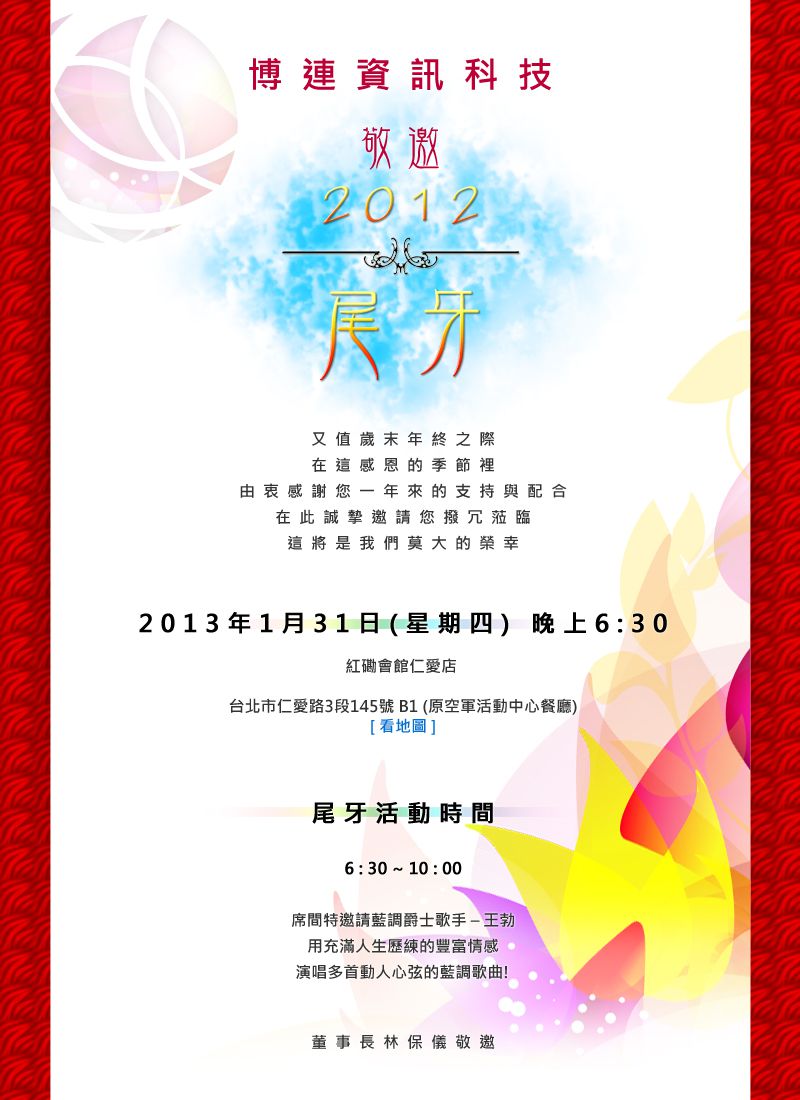 博連資訊科技
敬邀
2012
尾牙
又值歲末年終之際
在這感恩的季節裡
由衷感謝您一年來的支持與配合
在此誠摯邀請您撥冗蒞臨
這將是我們莫大的榮幸
2013年1月31日(星期四) 晚上6:30
紅磡會館仁愛店
台北市仁愛路3段145號 B1 (原空軍活動中心餐廳)
[ 看地圖 ]
尾牙活動時間
6 : 30 ~ 10 : 00
席間特邀請藍調爵士歌手 – 王勃
用充滿人生歷練的豐富情感
演唱多首動人心弦的藍調歌曲!
董事長林保儀敬邀